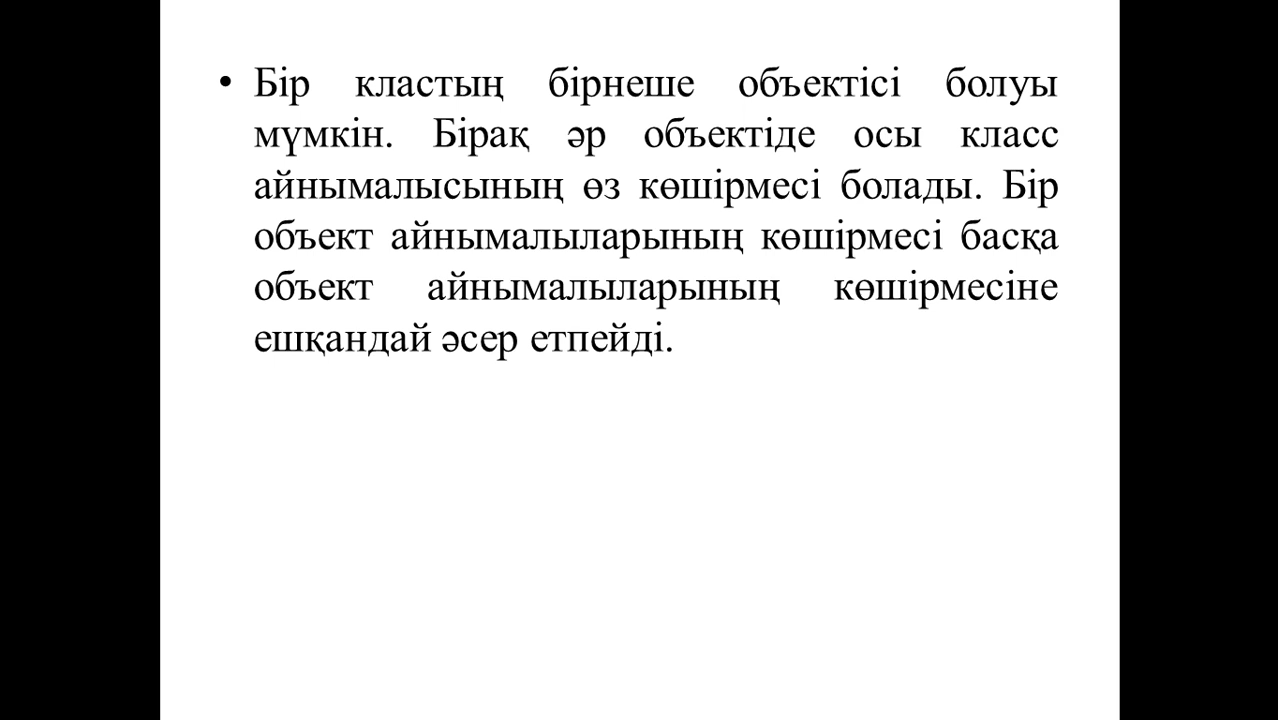 • Бір кластың бірнеше объектісі болуы
мүмкін. Бірақ әр объектіде осы класс
айнымалысының өз көшірмесі болады. Бір
объект айнымалыларының көшірмесі басқа
объект айнымалыларының көшірмесіне
ешқандай әсер етпейді.